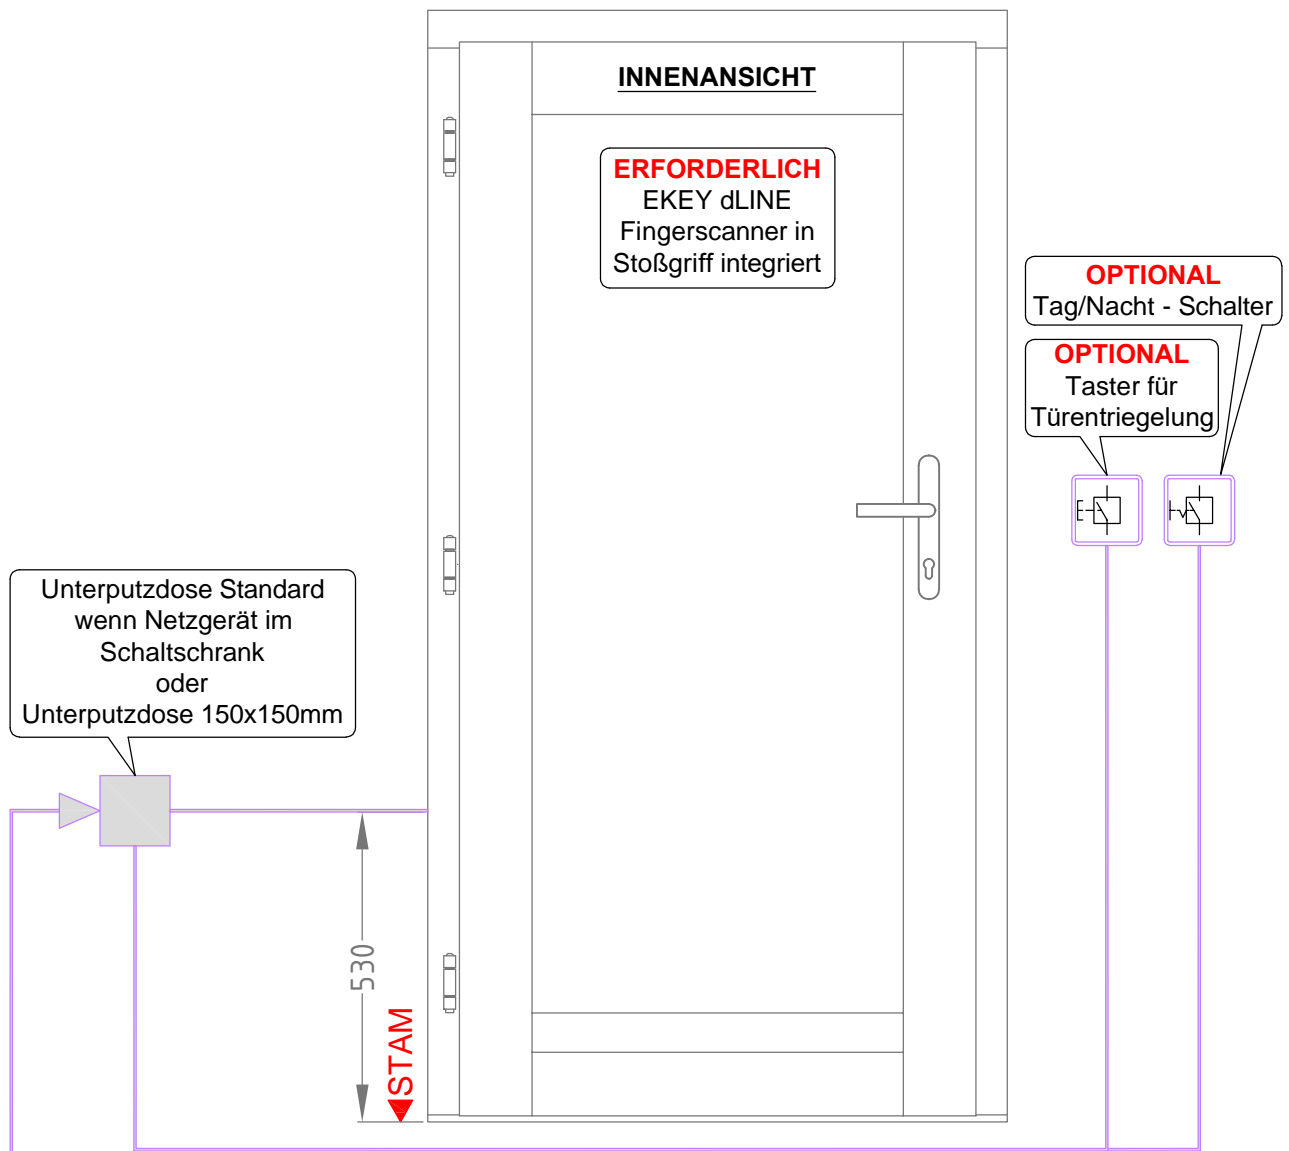 INNENANSICHT
ERFORDERLICH
EKEY dLINE
Fingerscanner in
Stoßgriff integriert
OPTIONAL
Tag/Nacht - Schalter
OPTIONAL
Taster für
Türentriegelung
Unterputzdose Standard
wenn Netzgerät im
Schaltschrank
oder
Unterputzdose 150x150mm
530
STAM